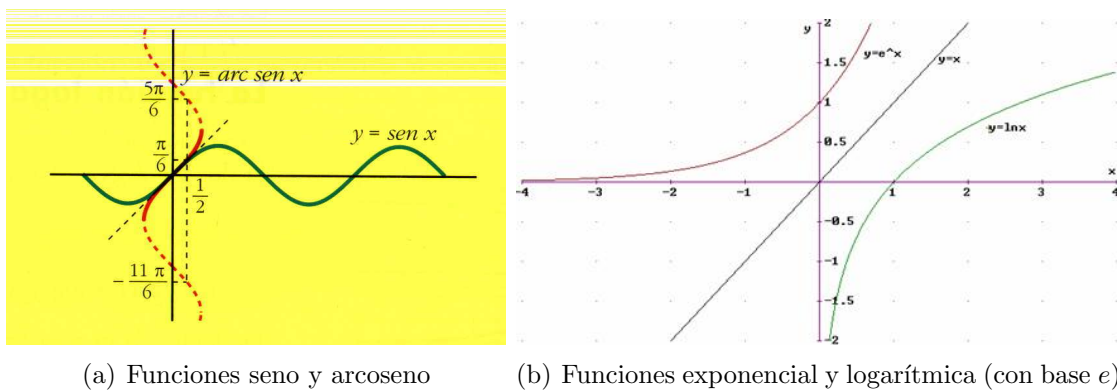 y = arc sen x
5π
6
y = sen x
π
6
1
2
− 11 π
6
y
2
y=e^x
y=x
1.5
1
0.5
y=lnx
x
-4 -3 -2 -1 0 1 2 3 4
-0.5
-1
-1.5
-2
(a) Funciones seno y arcoseno
(b) Funciones exponencial y logarítmica (con base e)